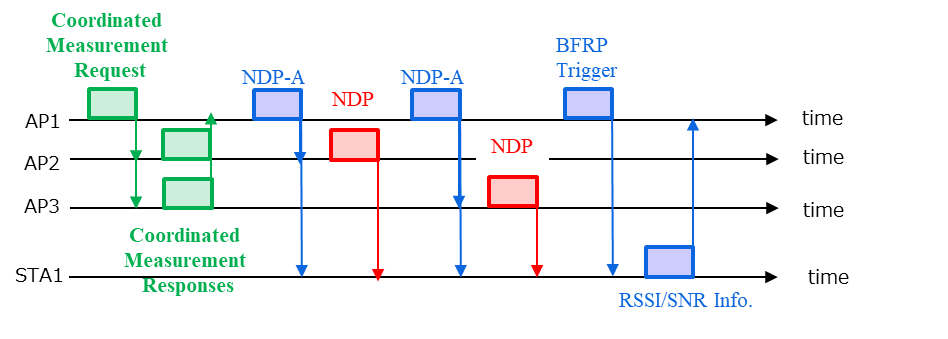 Coordinated
Measurement
Request
BFRP
Trigger
NDP-A
NDP
NDP-A
AP1
time
NDP
AP2
time
AP3
time
Coordinated
Measurement
Responses
STA1
time
RSSI/SNR Info.